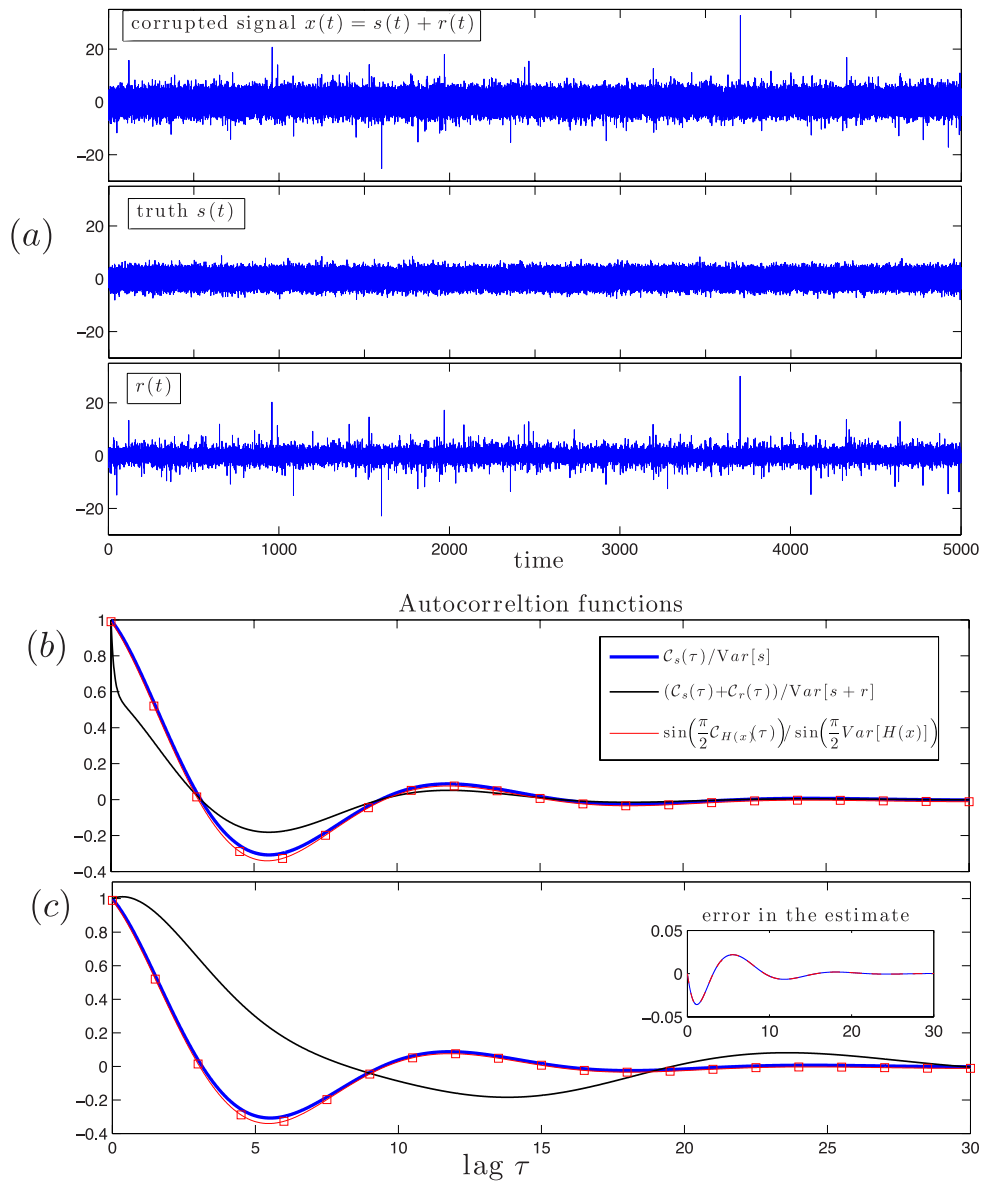 corrupted signal x(t) = s(t) + r(t)
20
0
−20
(a)
truth s(t)
20
0
−20
r(t)
20
0
−20
0 1000 2000 3000 4000 5000
time
Autocorreltion functions
(b)
1
0.8
0.6
0.4
0.2
0
−0.2
−0.4
C_s(τ)/Var[s]
(C_s(τ)+C_r(τ))/Var[s + r]
sin(π/2 C_{H(x)}(τ))/sin(π/2 Var[H(x)])
(c)
1
0.8
0.6
0.4
0.2
0
−0.2
−0.4
error in the estimate
0.05
0
−0.05
0 10 20 30
0 5 10 15 20 25 30
lag τ